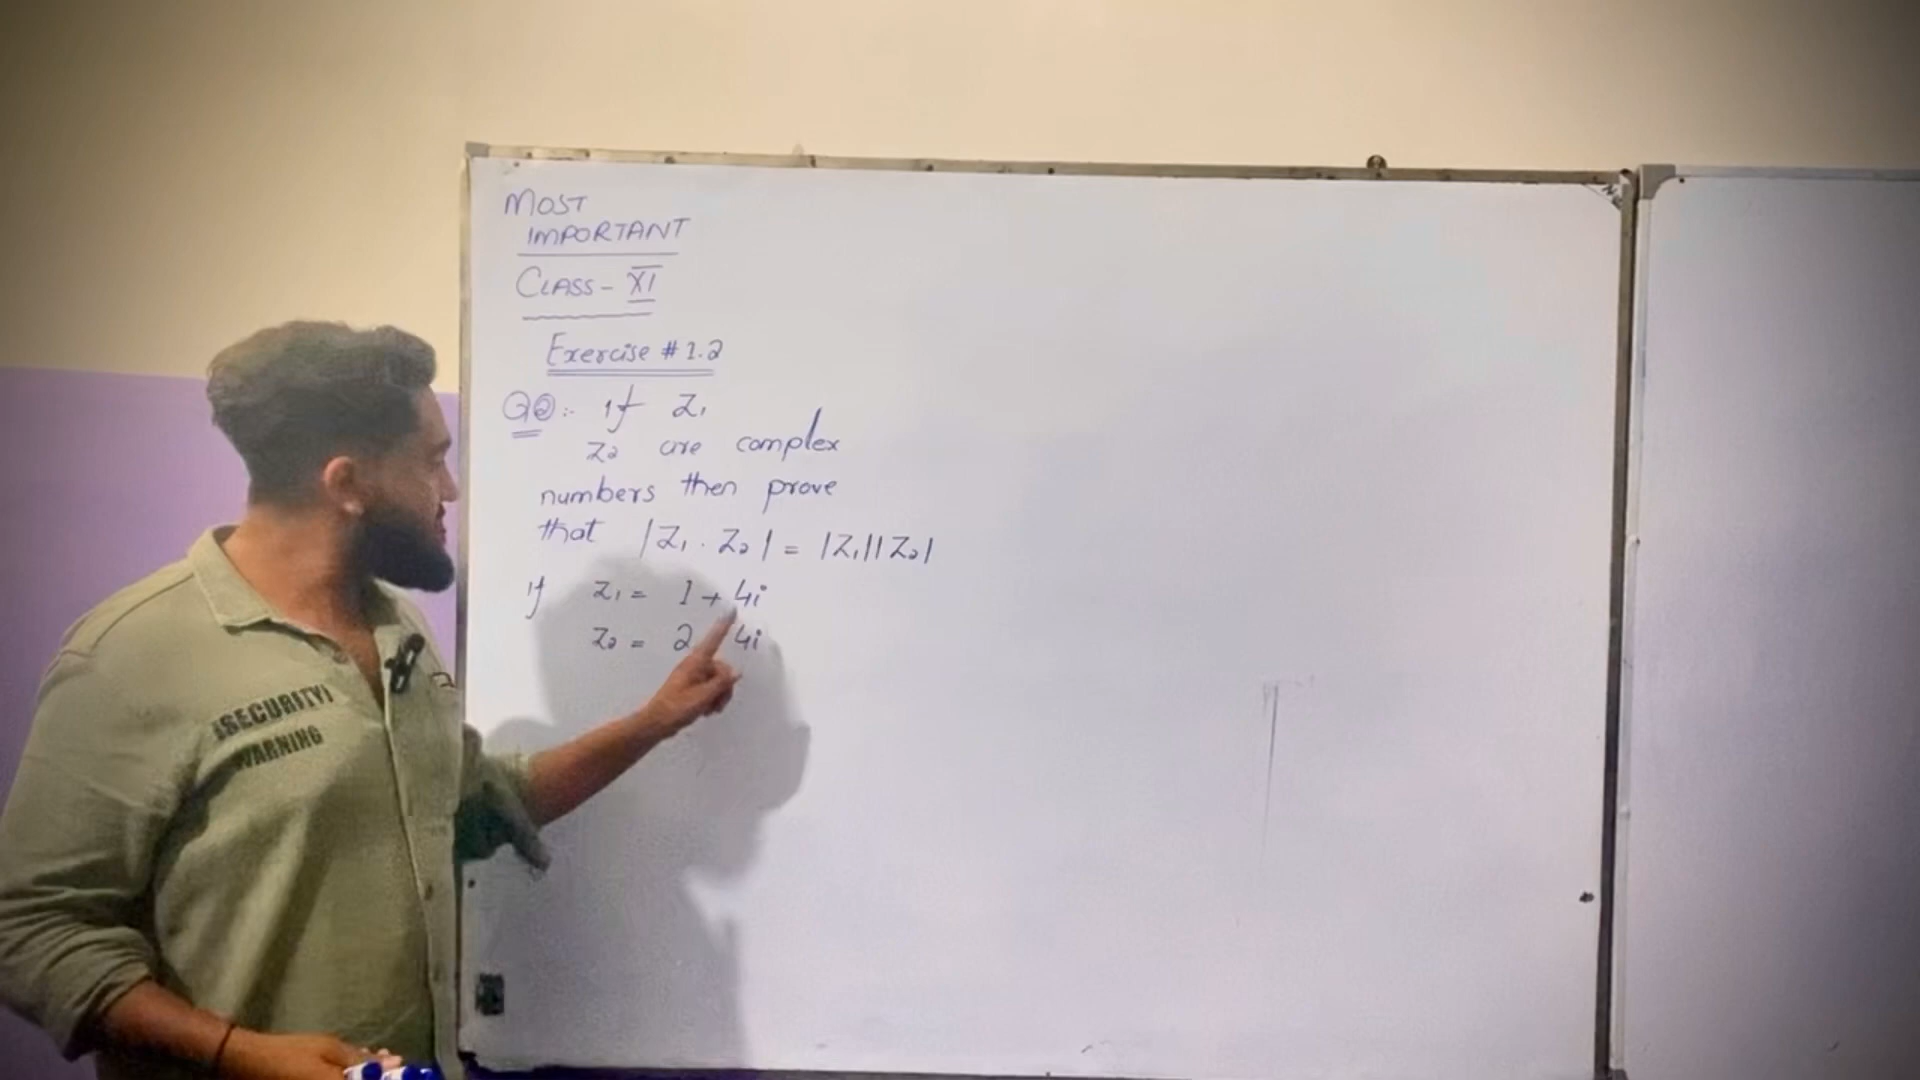 MOST
IMPORTANT
CLASS - XI
Exercise # 1.2
Q2:- If Z₁
Z₂ are complex
numbers then prove
that |Z₁ . Z₂| = |Z₁||Z₂|
if Z₁ = 1 + 4i
Z₂ = 2 4i
SECURITY
WARNING